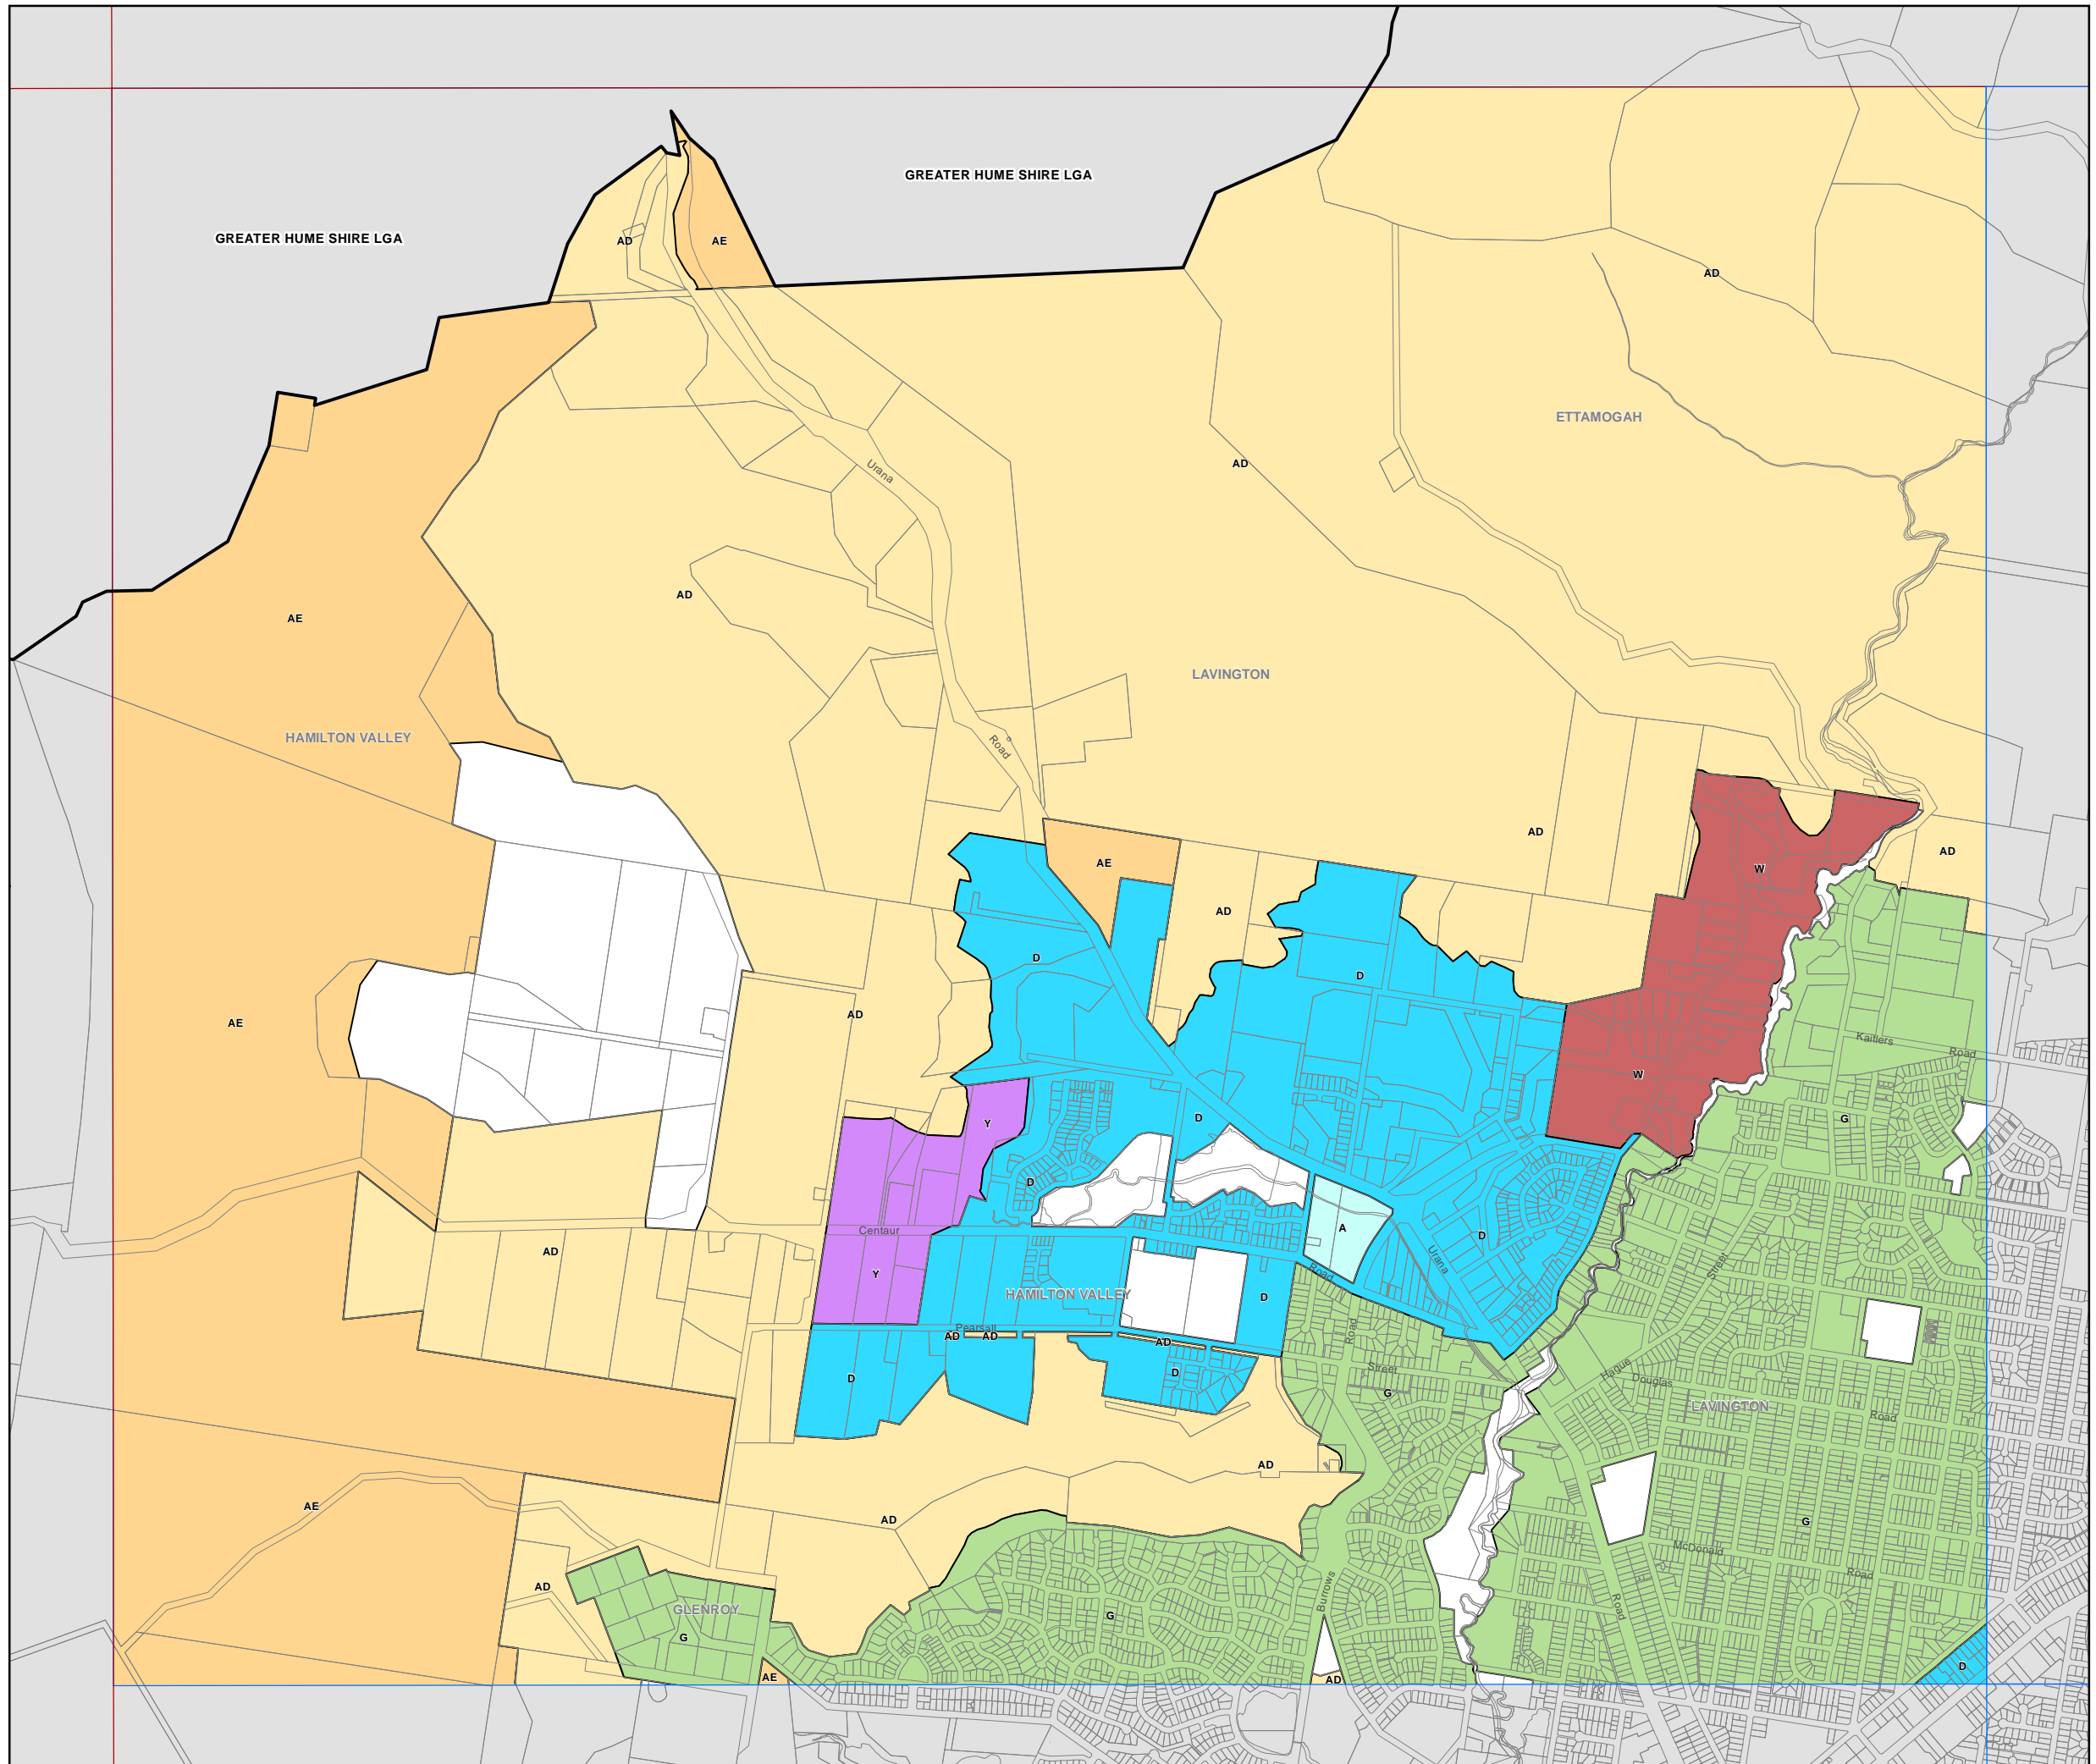 GREATER HUME SHIRE LGA
GREATER HUME SHIRE LGA
AD
AE
AD
ETTAMOGAH
AD
Urana
AD
AE
LAVINGTON
HAMILTON VALLEY
Road
AD
AD
AE
W
AD
D
D
AE
AD
Kaitlers
Road
W
Y
D
G
D
A
Centaur
D
Urana
Street
Road
Y
AD
HAMILTON VALLEY
D
Pearsall
Road
AD
AD
AD
D
D
Street
G
Hague
Douglas
LAVINGTON
Road
AD
AE
AD
G
McDonald
Road
AD
Burrows
Road
GLENROY
G
G
D
AE
AD